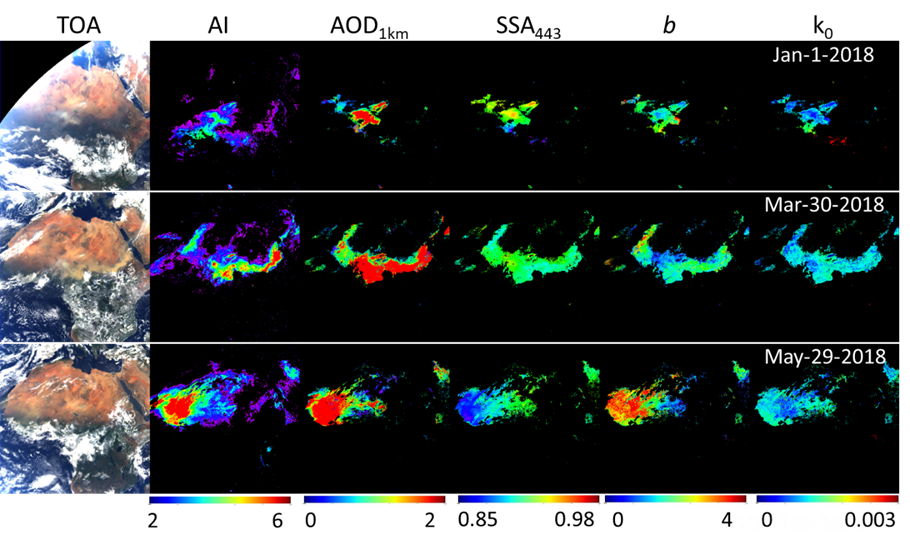 TOA AI AOD1km SSA443 b k0
Jan-1-2018
Mar-30-2018
May-29-2018
2 6 0 2 0.85 0.98 0 4 0 0.003